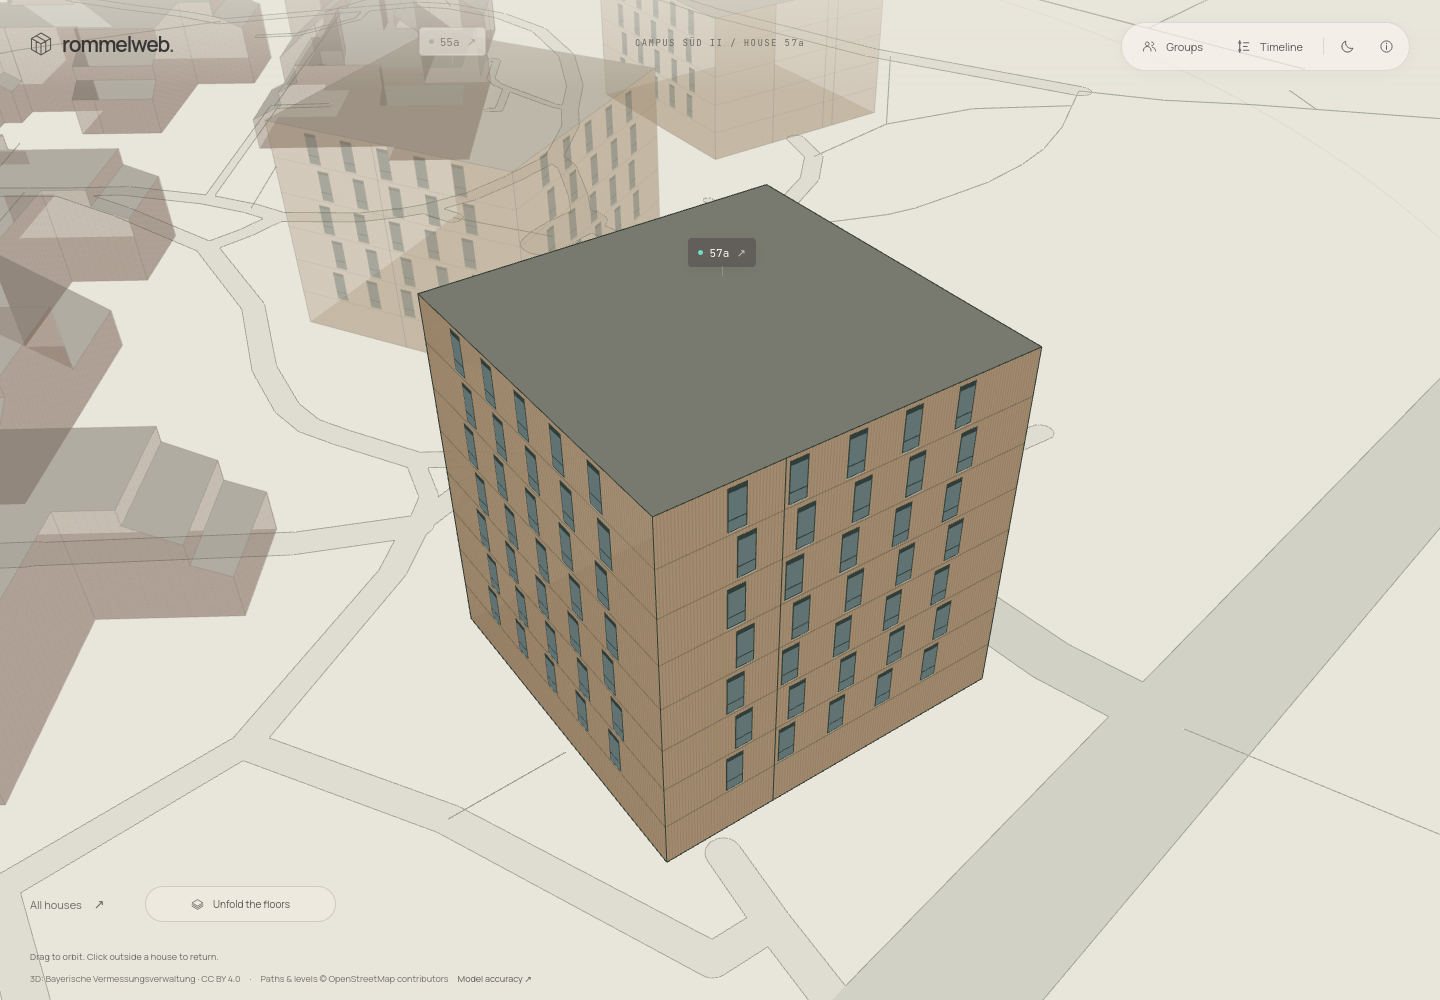 rommelweb.
55a ↗
CAMPUS SÜD II / HOUSE 57a
Groups
Timeline
57a ↗
All houses ↗
Unfold the floors
Drag to orbit. Click outside a house to return.
3D: Bayerische Vermessungsverwaltung · CC BY 4.0 · Paths & levels © OpenStreetMap contributors Model accuracy ↗